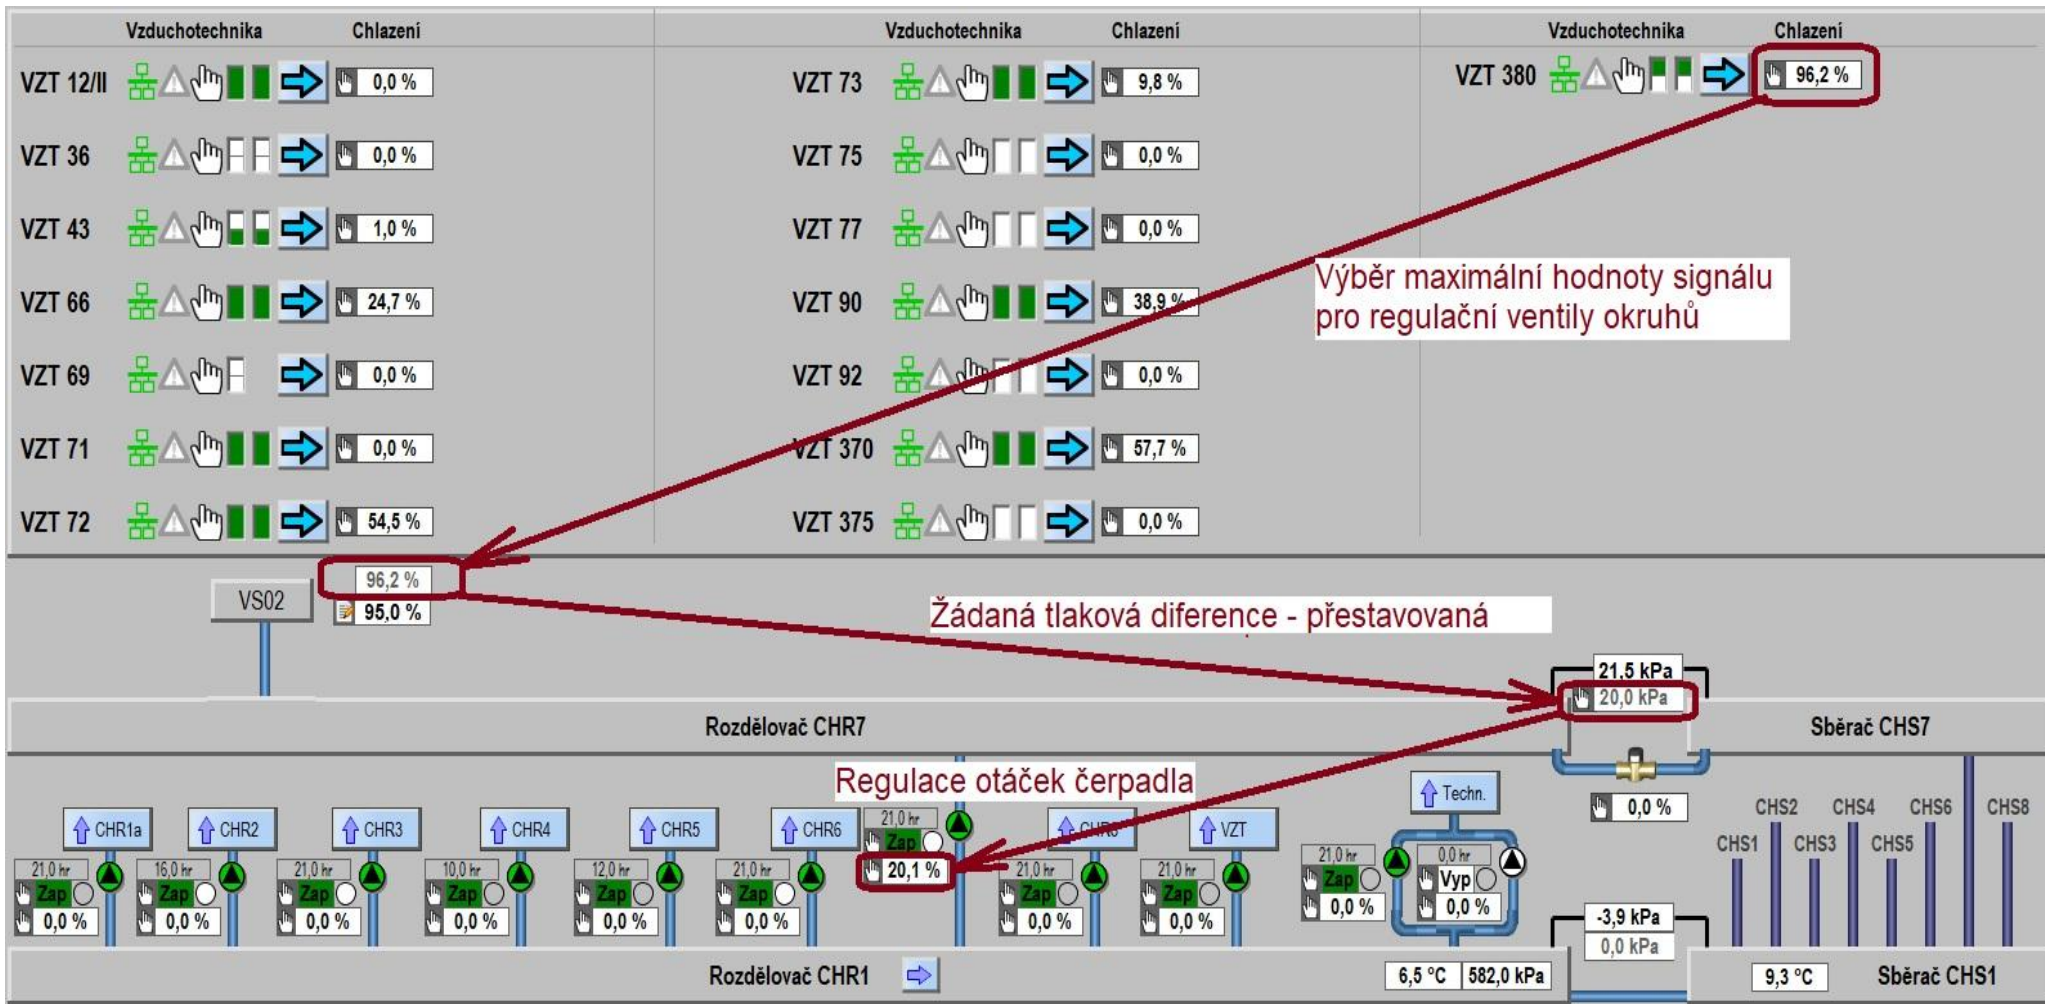 Vzduchotechnika Chlazení Vzduchotechnika Chlazení Vzduchotechnika Chlazení
VZT 12/II 0,0 % VZT 73 9,8 % VZT 380 96,2 %
VZT 36 0,0 % VZT 75 0,0 %
VZT 43 1,0 % VZT 77 0,0 %
Výběr maximální hodnoty signálu
pro regulační ventily okruhů
VZT 66 24,7 % VZT 90 38,9 %
VZT 69 0,0 % VZT 92 0,0 %
VZT 71 0,0 % VZT 370 57,7 %
VZT 72 54,5 % VZT 375 0,0 %
96,2 %
VS02 95,0 %
Žádaná tlaková diference - přestavovaná
21,5 kPa
20,0 kPa
Rozdělovač CHR7 Sběrač CHS7
Regulace otáček čerpadla
Techn.
0,0 %
CHS2 CHS4 CHS6 CHS8
CHS1 CHS3 CHS5
CHR1a CHR2 CHR3 CHR4 CHR5 CHR6 VZT
21,0 hr
Zap
20,1 %
21,0 hr 16,0 hr 21,0 hr 10,0 hr 12,0 hr 21,0 hr 21,0 hr 21,0 hr 21,0 hr 0,0 hr
Zap Zap Zap Zap Zap Zap Zap Zap Zap Vyp
0,0 % 0,0 % 0,0 % 0,0 % 0,0 % 0,0 % 0,0 % 0,0 % 0,0 % 0,0 %
-3,9 kPa
0,0 kPa
Rozdělovač CHR1 6,5 °C 582,0 kPa 9,3 °C Sběrač CHS1